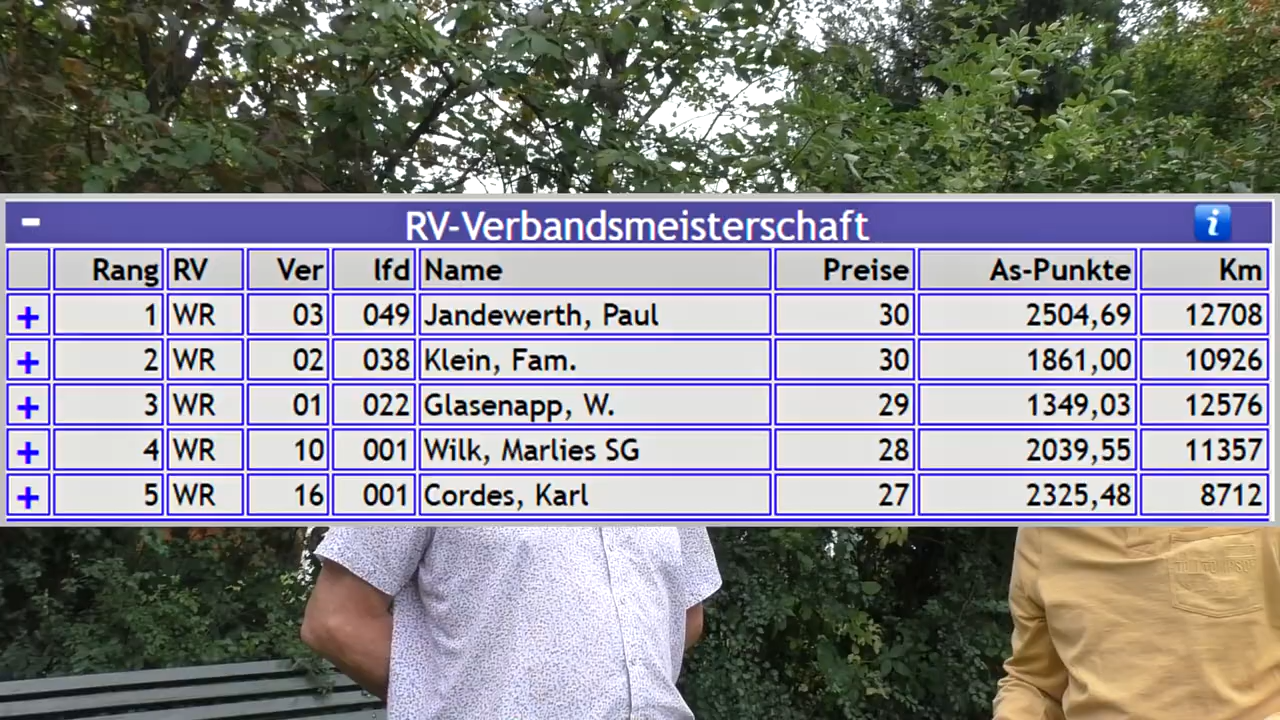 RV-Verbandsmeisterschaft
Rang RV Ver lfd Name Preise As-Punkte Km
+ 1 WR 03 049 Jandewerth, Paul 30 2504,69 12708
+ 2 WR 02 038 Klein, Fam. 30 1861,00 10926
+ 3 WR 01 022 Glasenapp, W. 29 1349,03 12576
+ 4 WR 10 001 Wilk, Marlies SG 28 2039,55 11357
+ 5 WR 16 001 Cordes, Karl 27 2325,48 8712